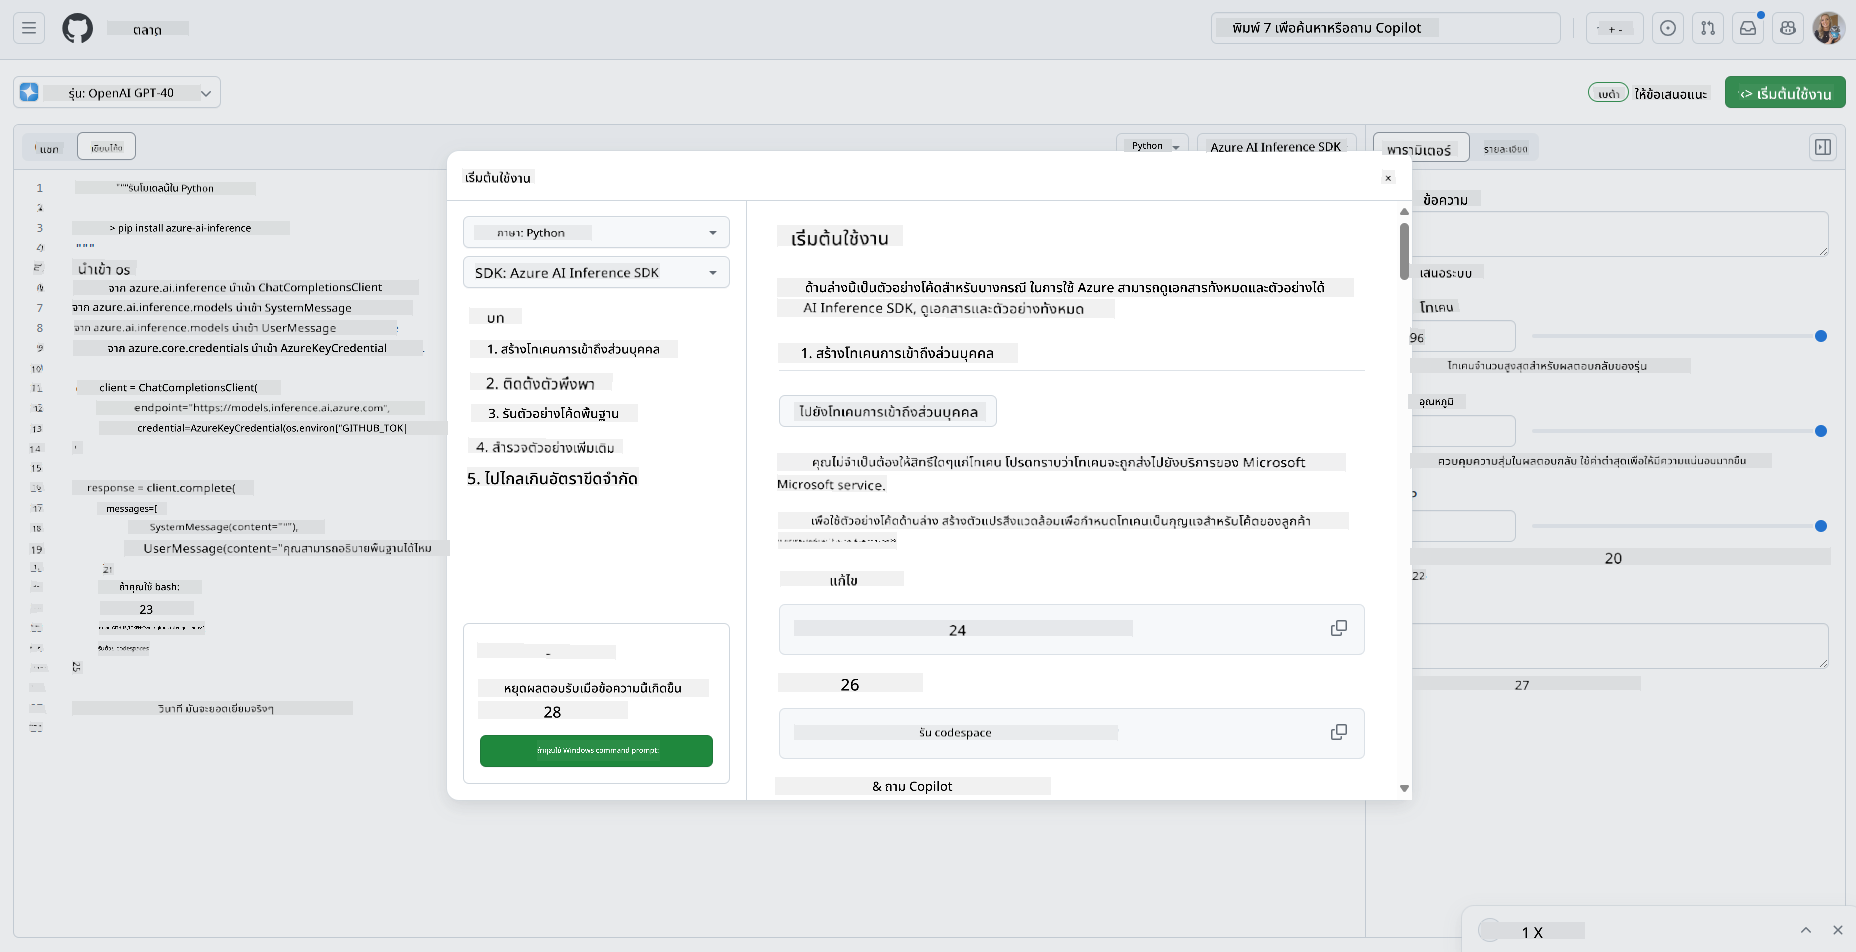 ตลาด
พิมพ์ 7 เพื่อค้นหาหรือถาม Copilot
+ -
รุ่น: OpenAI GPT-40
เบต้า ให้ข้อเสนอแนะ
<> เริ่มต้นใช้งาน
แชท
เขียนโค้ด
Python
Azure AI Inference SDK
พารามิเตอร์
รายละเอียด
1 """รันโมเดลนี้ใน Python
2
3 > pip install azure-ai-inference
4 """
นำเข้า os
จาก azure.ai.inference นำเข้า ChatCompletionsClient
7 จาก azure.ai.inference.models นำเข้า SystemMessage
8 จาก azure.ai.inference.models นำเข้า UserMessage
9 จาก azure.core.credentials นำเข้า AzureKeyCredential
10
11 client = ChatCompletionsClient(
12 endpoint="https://models.inference.ai.azure.com",
13 credential=AzureKeyCredential(os.environ["GITHUB_TOK
14
15
16 response = client.complete(
17 messages=[
18 SystemMessage(content=""""),
19 UserMessage(content="คุณสามารถอธิบายพื้นฐานได้ไหม
21
ถ้าคุณใช้ bash:
23
รันด้วย codespaces
25
วินาที มันจะยอดเยี่ยมจริงๆ
เริ่มต้นใช้งาน
×
ภาษา: Python
SDK: Azure AI Inference SDK
บท
1. สร้างโทเคนการเข้าถึงส่วนบุคคล
2. ติดตั้งตัวพึ่งพา
3. รันตัวอย่างโค้ดพื้นฐาน
4. สำรวจตัวอย่างเพิ่มเติม
5. ไปไกลเกินอัตราขีดจำกัด
-
หยุดผลตอบรับเมื่อข้อความนี้เกิดขึ้น
28
ถ้าคุณใช้ Windows command prompt:
เริ่มต้นใช้งาน
ด้านล่างนี้เป็นตัวอย่างโค้ดสำหรับบางกรณี ในการใช้ Azure สามารถดูเอกสารทั้งหมดและตัวอย่างได้
AI Inference SDK, ดูเอกสารและตัวอย่างทั้งหมด
1. สร้างโทเคนการเข้าถึงส่วนบุคคล
ไปยังโทเคนการเข้าถึงส่วนบุคคล
คุณไม่จำเป็นต้องให้สิทธิ์ใดๆแก่โทเคน โปรดทราบว่าโทเคนจะถูกส่งไปยังบริการของ Microsoft
Microsoft service.
เพื่อใช้ตัวอย่างโค้ดด้านล่าง สร้างตัวแปรสิ่งแวดล้อมเพื่อกำหนดโทเคนเป็นกุญแจสำหรับโค้ดของลูกค้า
แก้ไข
24
26
รัน codespace
& ถาม Copilot
ข้อความ
เสนอระบบ
โทเคน
96
โทเคนจำนวนสูงสุดสำหรับผลตอบกลับของรุ่น
อุณหภูมิ
ควบคุมความสุ่มในผลตอบกลับ ใช้ค่าต่ำสุดเพื่อให้มีความแน่นอนมากขึ้น
20
22
27
1 X